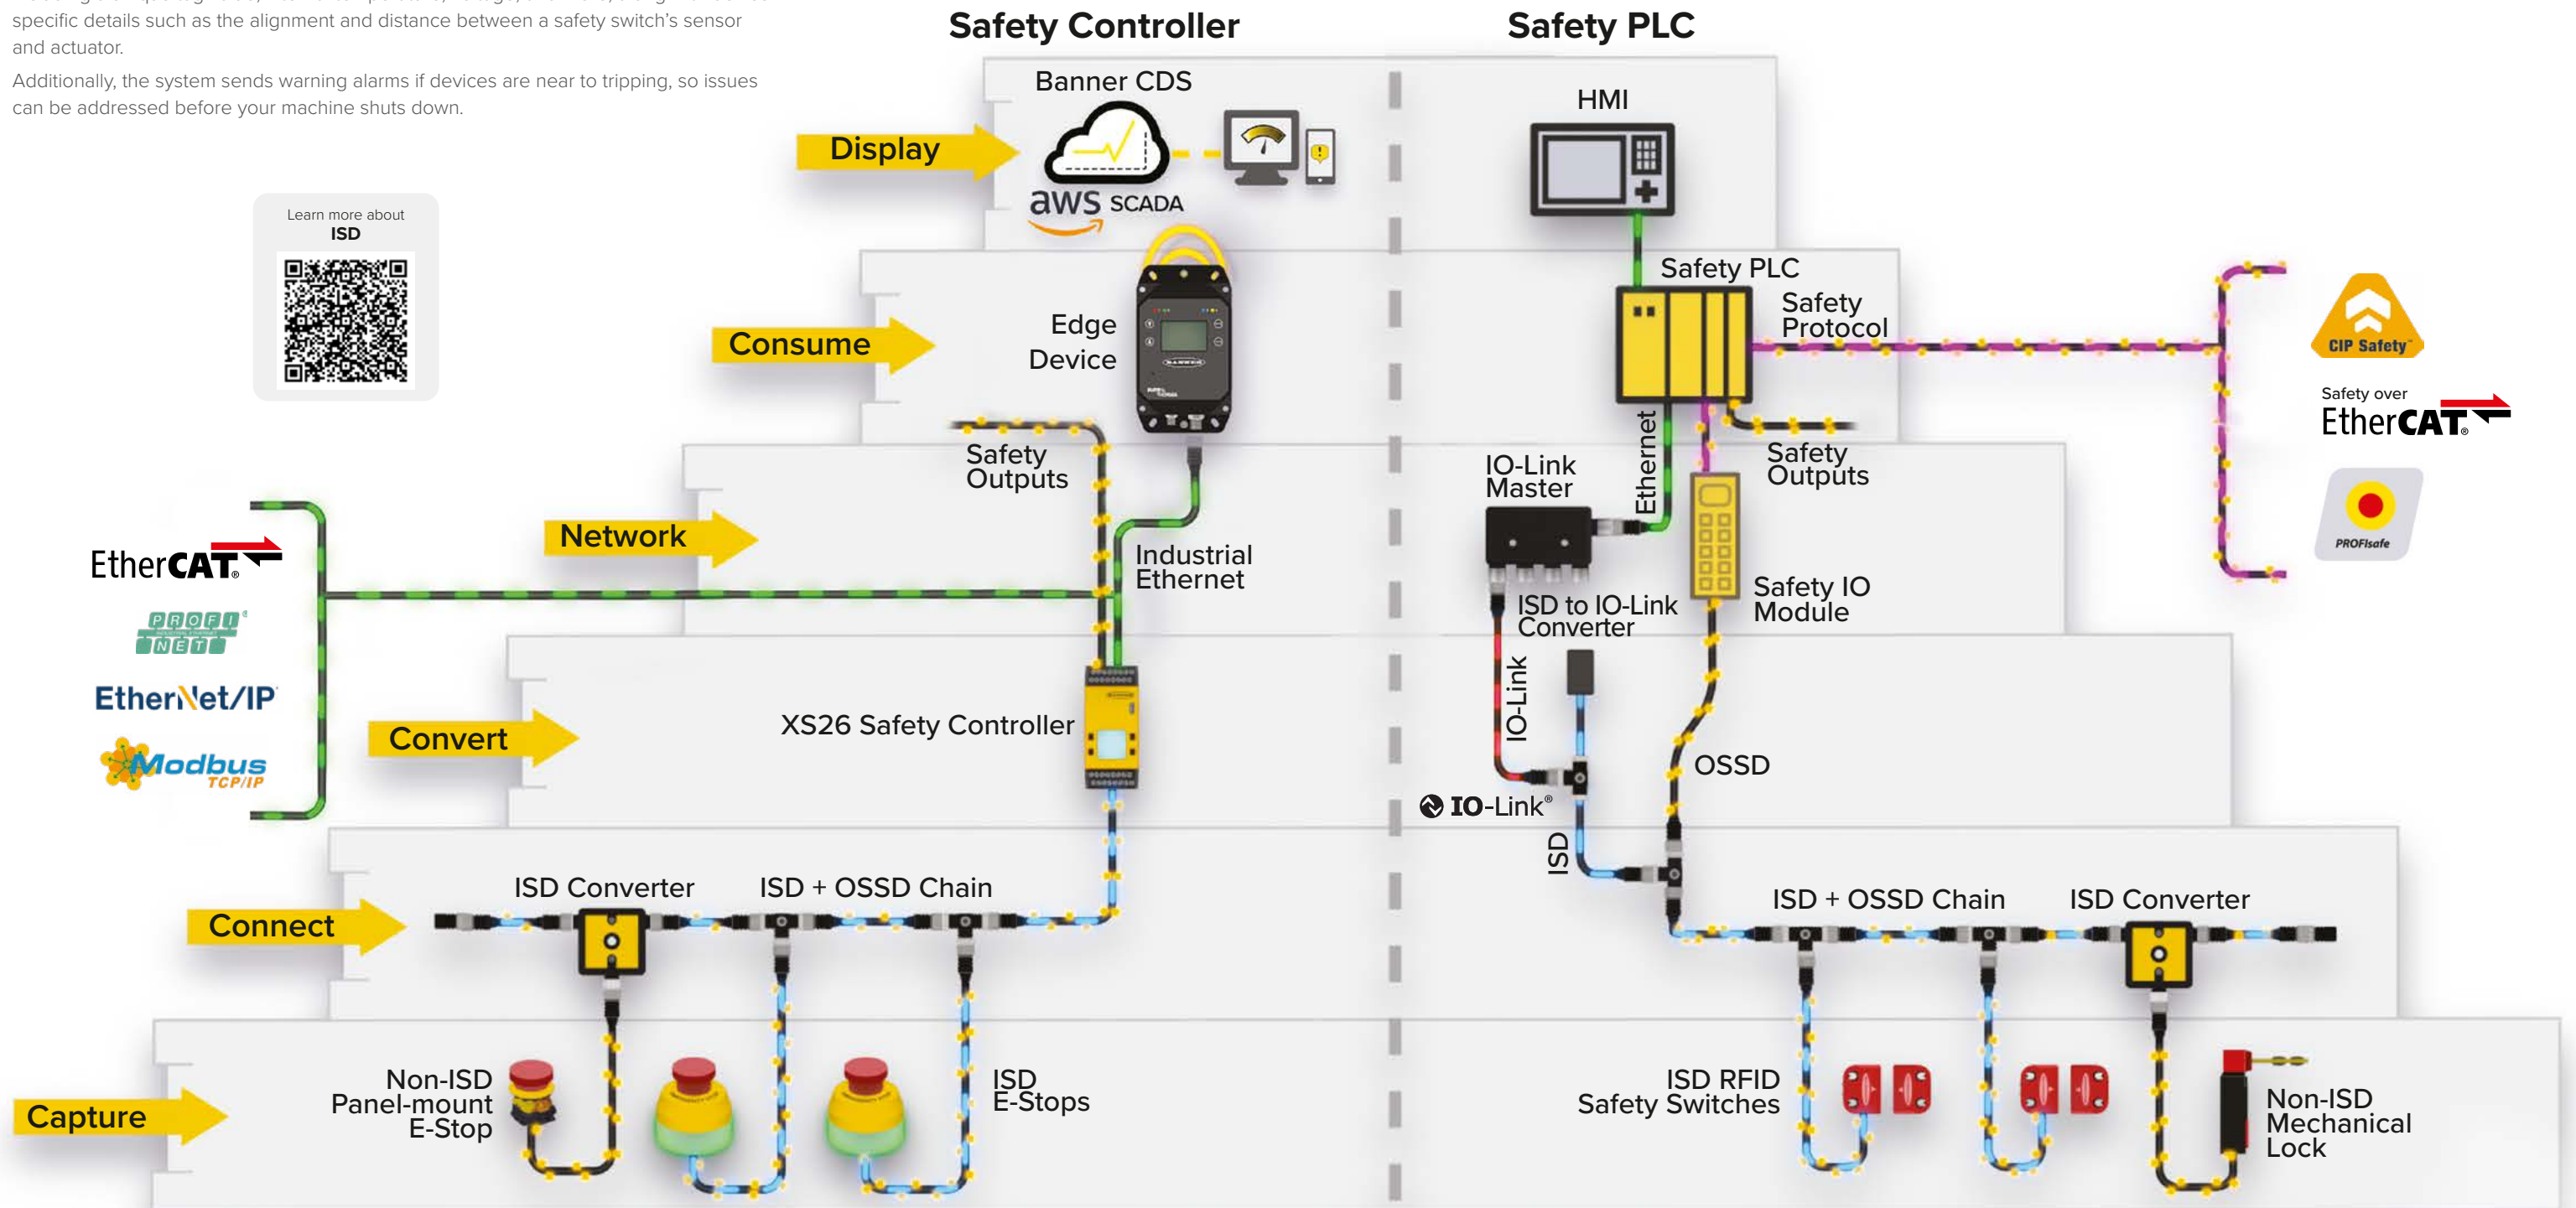 specific details such as the alignment and distance between a safety switch's sensor
and actuator.
Additionally, the system sends warning alarms if devices are near to tripping, so issues
can be addressed before your machine shuts down.
Learn more about
ISD
Safety Controller
Safety PLC
Display
Banner CDS
aws SCADA
HMI
Consume
Edge
Device
Safety PLC
Safety
Protocol
CIP Safety™
Safety over
EtherCAT®
PROFIsafe
Network
Safety
Outputs
Industrial
Ethernet
IO-Link
Master
Ethernet
Safety
Outputs
Safety IO
Module
EtherCAT®
PROFI®
INDUSTRIAL ETHERNET
NET
EtherNet/IP
Modbus
TCP/IP
Convert
XS26 Safety Controller
ISD to IO-Link
Converter
IO-Link
IO-Link®
OSSD
ISD
Connect
ISD Converter
ISD + OSSD Chain
ISD + OSSD Chain
ISD Converter
Capture
Non-ISD
Panel-mount
E-Stop
ISD
E-Stops
ISD RFID
Safety Switches
Non-ISD
Mechanical
Lock